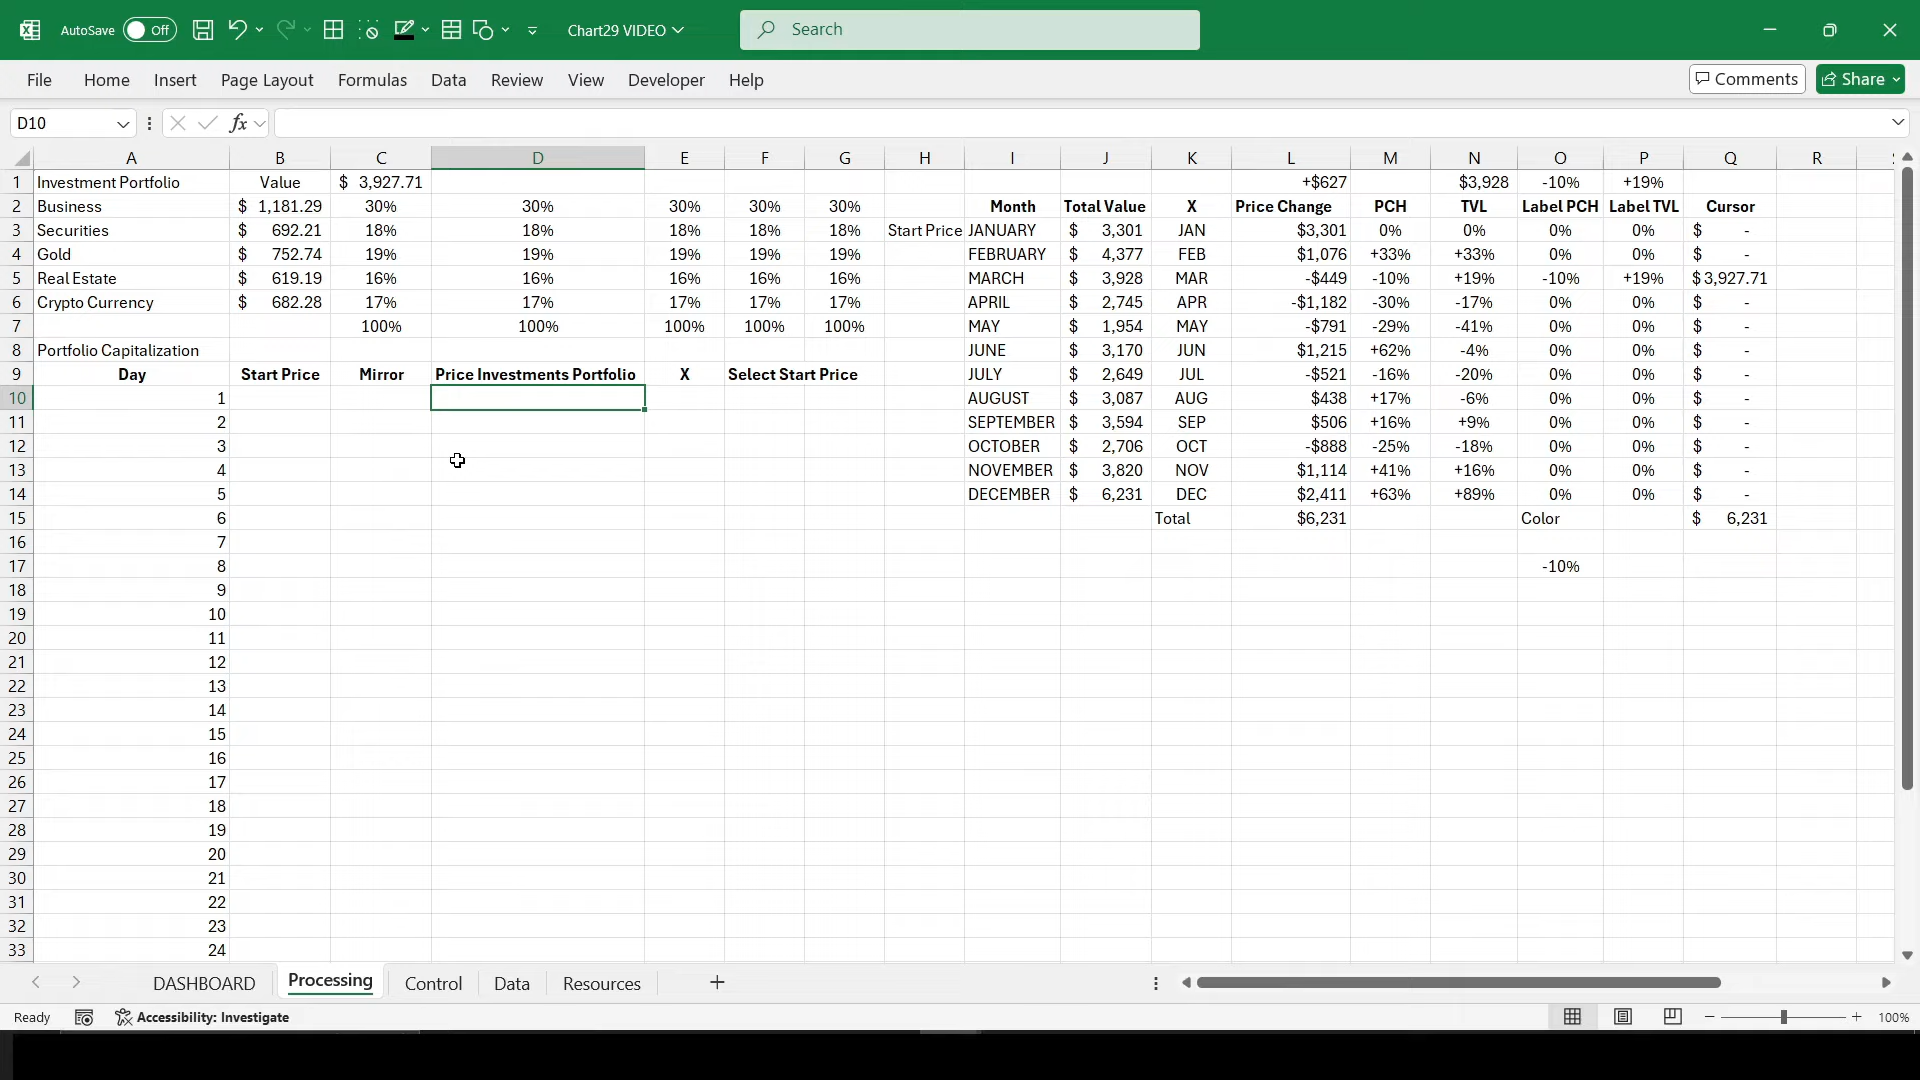 AutoSave Off Chart29 VIDEO Search
File Home Insert Page Layout Formulas Data Review View Developer Help Comments Share
D10 fx
A B C D E F G H I J K L M N O P Q R
1 Investment Portfolio Value $ 3,927.71 +$627 $3,928 -10% +19%
2 Business $ 1,181.29 30% 30% 30% 30% 30% Month Total Value X Price Change PCH TVL Label PCH Label TVL Cursor
3 Securities $ 692.21 18% 18% 18% 18% 18% Start Price JANUARY $ 3,301 JAN $3,301 0% 0% 0% 0% $ -
4 Gold $ 752.74 19% 19% 19% 19% 19% FEBRUARY $ 4,377 FEB $1,076 +33% +33% 0% 0% $ -
5 Real Estate $ 619.19 16% 16% 16% 16% 16% MARCH $ 3,928 MAR -$449 -10% +19% -10% +19% $ 3,927.71
6 Crypto Currency $ 682.28 17% 17% 17% 17% 17% APRIL $ 2,745 APR -$1,182 -30% -17% 0% 0% $ -
7 100% 100% 100% 100% 100% MAY $ 1,954 MAY -$791 -29% -41% 0% 0% $ -
8 Portfolio Capitalization JUNE $ 3,170 JUN $1,215 +62% -4% 0% 0% $ -
9 Day Start Price Mirror Price Investments Portfolio X Select Start Price JULY $ 2,649 JUL -$521 -16% -20% 0% 0% $ -
10 1 AUGUST $ 3,087 AUG $438 +17% -6% 0% 0% $ -
11 2 SEPTEMBER $ 3,594 SEP $506 +16% +9% 0% 0% $ -
12 3 OCTOBER $ 2,706 OCT -$888 -25% -18% 0% 0% $ -
13 4 NOVEMBER $ 3,820 NOV $1,114 +41% +16% 0% 0% $ -
14 5 DECEMBER $ 6,231 DEC $2,411 +63% +89% 0% 0% $ -
15 6 Total $6,231 Color $ 6,231
16 7
17 8 -10%
18 9
19 10
20 11
21 12
22 13
23 14
24 15
25 16
26 17
27 18
28 19
29 20
30 21
31 22
32 23
33 24
DASHBOARD Processing Control Data Resources
Ready Accessibility: Investigate 100%